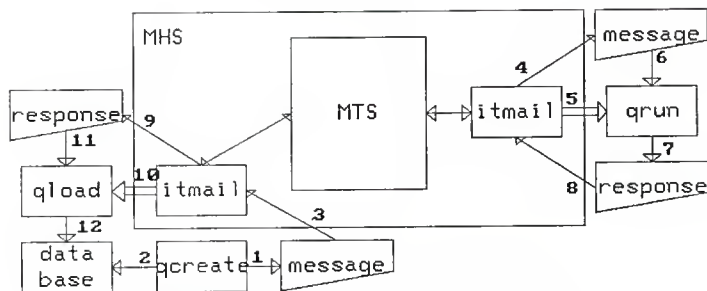 MHS
message
4
6
response
9
MTS
itmail
5
qrun
11
7
qload
10
itmail
8
response
3
12
data
base
2
qcreate
1
message